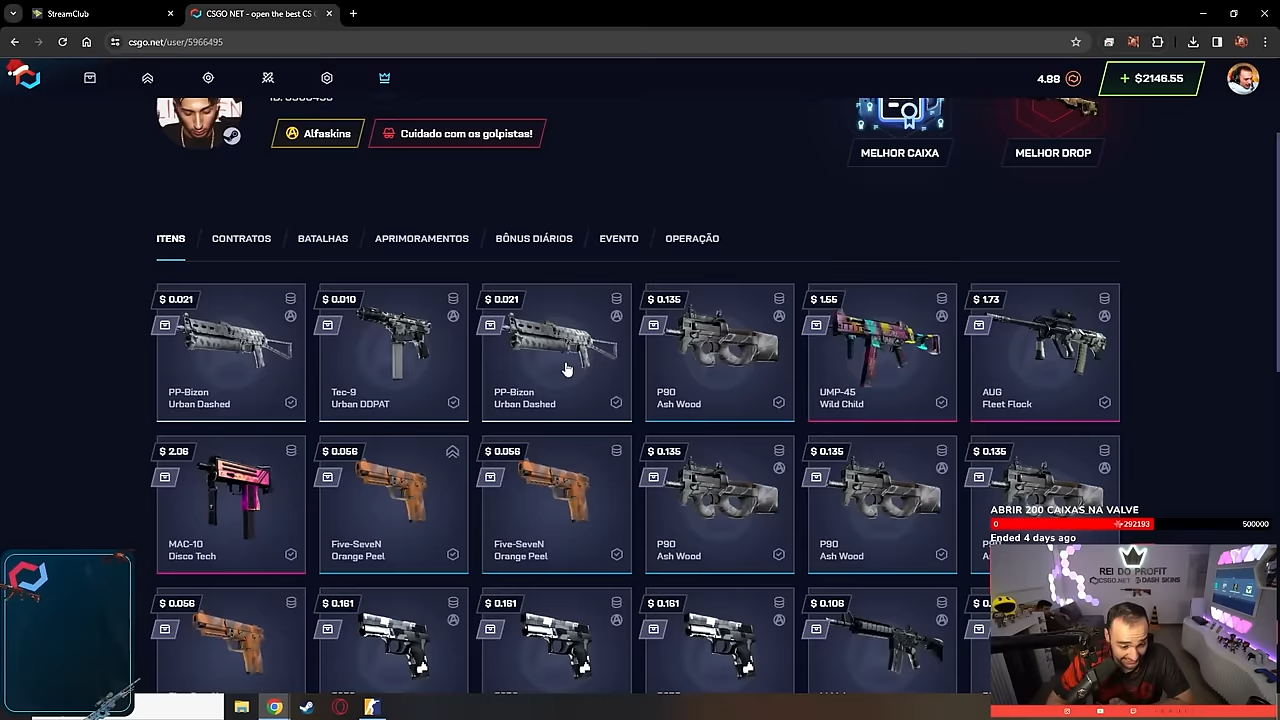 StreamClub
CSGO NET - open the best CS
csgo.net/user/5966495
4.88
+ $2146.55
Alfaskins
Cuidado com os golpistas!
MELHOR CAIXA
MELHOR DROP
ITENS
CONTRATOS
BATALHAS
APRIMORAMENTOS
BÔNUS DIÁRIOS
EVENTO
OPERAÇÃO
$ 0.021
PP-Bizon
Urban Dashed
$ 0.010
Tec-9
Urban DDPAT
$ 0.021
PP-Bizon
Urban Dashed
$ 0.135
P90
Ash Wood
$ 1.55
UMP-45
Wild Child
$ 1.73
AUG
Fleet Flock
$ 2.06
MAC-10
Disco Tech
$ 0.056
Five-SeveN
Orange Peel
$ 0.056
Five-SeveN
Orange Peel
$ 0.135
P90
Ash Wood
$ 0.135
P90
Ash Wood
$ 0.135
ABRIR 200 CAIXAS NA VALVE
0
292193
500000
Ended 4 days ago
$ 0.056
$ 0.161
$ 0.161
$ 0.161
$ 0.106
REI DO PROFIT
CSGO.NET
DASH SKINS